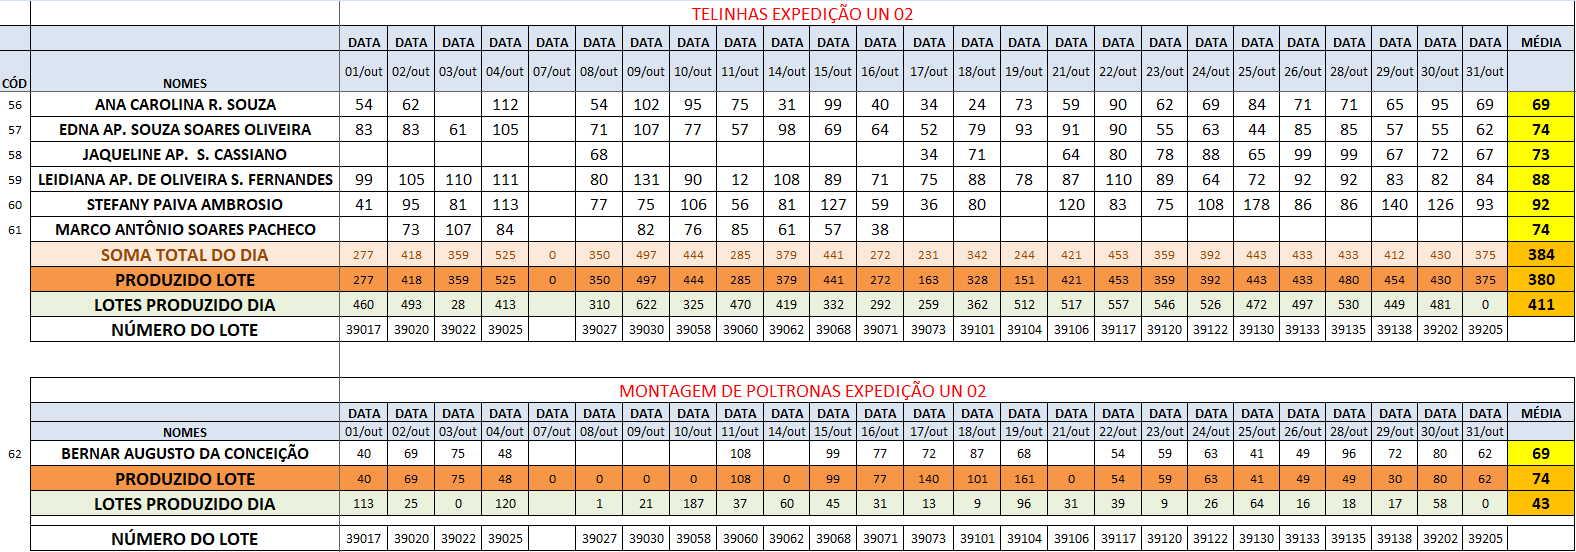 TELINHAS EXPEDIÇÃO UN 02
DATA DATA DATA DATA DATA DATA DATA DATA DATA DATA DATA DATA DATA DATA DATA DATA DATA DATA DATA DATA DATA DATA DATA DATA DATA MÉDIA
CÓD NOMES 01/out 02/out 03/out 04/out 07/out 08/out 09/out 10/out 11/out 14/out 15/out 16/out 17/out 18/out 19/out 21/out 22/out 23/out 24/out 25/out 26/out 28/out 29/out 30/out 31/out
56 ANA CAROLINA R. SOUZA 54 62 112 54 102 95 75 31 99 40 34 24 73 59 90 62 69 84 71 71 65 95 69 69
57 EDNA AP. SOUZA SOARES OLIVEIRA 83 83 61 105 71 107 77 57 98 69 64 52 79 93 91 90 55 63 44 85 85 57 55 62 74
58 JAQUELINE AP. S. CASSIANO 68 34 71 64 80 78 88 65 99 99 67 72 67 73
59 LEIDIANA AP. DE OLIVEIRA S. FERNANDES 99 105 110 111 80 131 90 12 108 89 71 75 88 78 87 110 89 64 72 92 92 83 82 84 88
60 STEFANY PAIVA AMBROSIO 41 95 81 113 77 75 106 56 81 127 59 36 80 120 83 75 108 178 86 86 140 126 93 92
61 MARCO ANTÔNIO SOARES PACHECO 73 107 84 82 76 85 61 57 38 74
SOMA TOTAL DO DIA 277 418 359 525 0 350 497 444 285 379 441 272 231 342 244 421 453 359 392 443 433 433 412 430 375 384
PRODUZIDO LOTE 277 418 359 525 0 350 497 444 285 379 441 272 163 328 151 421 453 359 392 443 433 480 454 430 375 380
LOTES PRODUZIDO DIA 460 493 28 413 310 622 325 470 419 332 292 259 362 512 517 557 546 526 472 497 530 449 481 0 411
NÚMERO DO LOTE 39017 39020 39022 39025 39027 39030 39058 39060 39062 39068 39071 39073 39101 39104 39106 39117 39120 39122 39130 39133 39135 39138 39202 39205
MONTAGEM DE POLTRONAS EXPEDIÇÃO UN 02
DATA DATA DATA DATA DATA DATA DATA DATA DATA DATA DATA DATA DATA DATA DATA DATA DATA DATA DATA DATA DATA DATA DATA DATA DATA MÉDIA
NOMES 01/out 02/out 03/out 04/out 07/out 08/out 09/out 10/out 11/out 14/out 15/out 16/out 17/out 18/out 19/out 21/out 22/out 23/out 24/out 25/out 26/out 28/out 29/out 30/out 31/out
62 BERNAR AUGUSTO DA CONCEIÇÃO 40 69 75 48 108 99 77 72 87 68 54 59 63 41 49 96 72 80 62 69
PRODUZIDO LOTE 40 69 75 48 0 0 0 0 108 0 99 77 140 101 161 0 54 59 63 41 49 49 30 80 62 74
LOTES PRODUZIDO DIA 113 25 0 120 1 21 187 37 60 45 31 13 9 96 31 39 9 26 64 16 18 17 58 0 43
NÚMERO DO LOTE 39017 39020 39022 39025 39027 39030 39058 39060 39062 39068 39071 39073 39101 39104 39106 39117 39120 39122 39130 39133 39135 39138 39202 39205